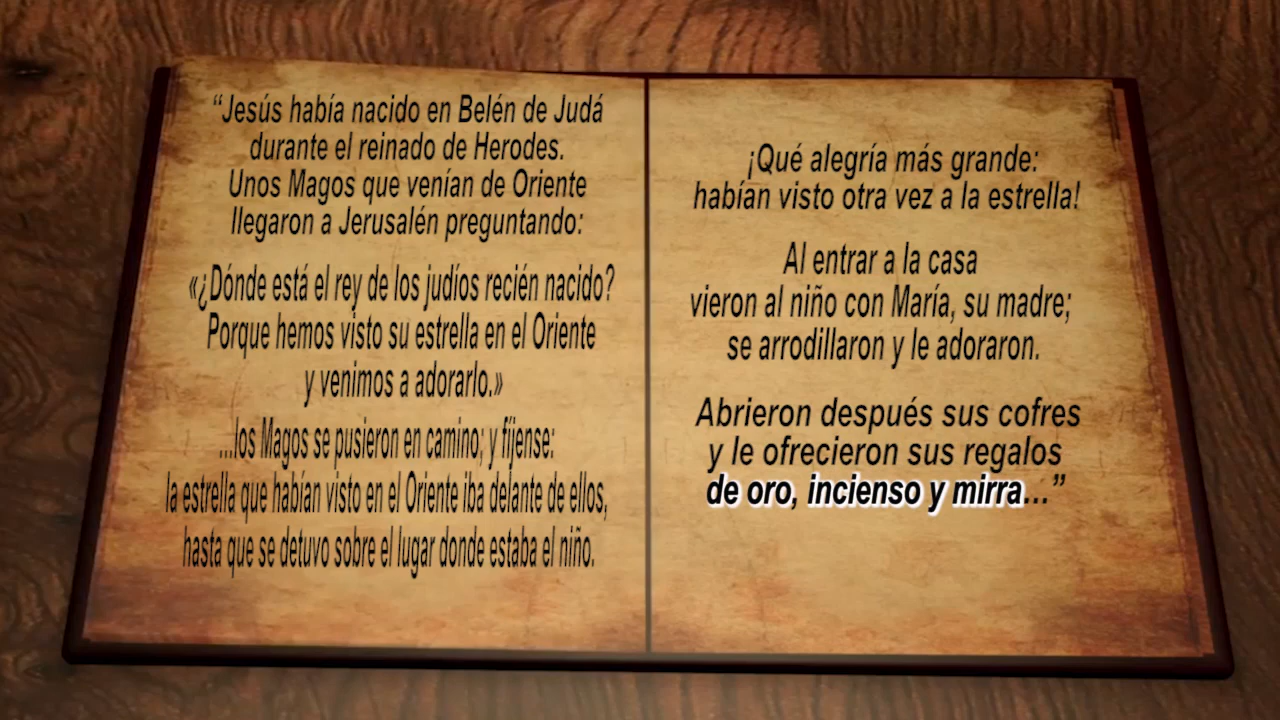 “Jesús había nacido en Belén de Judá
durante el reinado de Herodes.
Unos Magos que venían de Oriente
llegaron a Jerusalén preguntando:
«¿Dónde está el rey de los judíos recién nacido?
Porque hemos visto su estrella en el Oriente
y venimos a adorarlo.»
...los Magos se pusieron en camino; y fíjense:
la estrella que habían visto en el Oriente iba delante de ellos,
hasta que se detuvo sobre el lugar donde estaba el niño.
¡Qué alegría más grande:
habían visto otra vez a la estrella!
Al entrar a la casa
vieron al niño con María, su madre;
se arrodillaron y le adoraron.
Abrieron después sus cofres
y le ofrecieron sus regalos
de oro, incienso y mirra...”